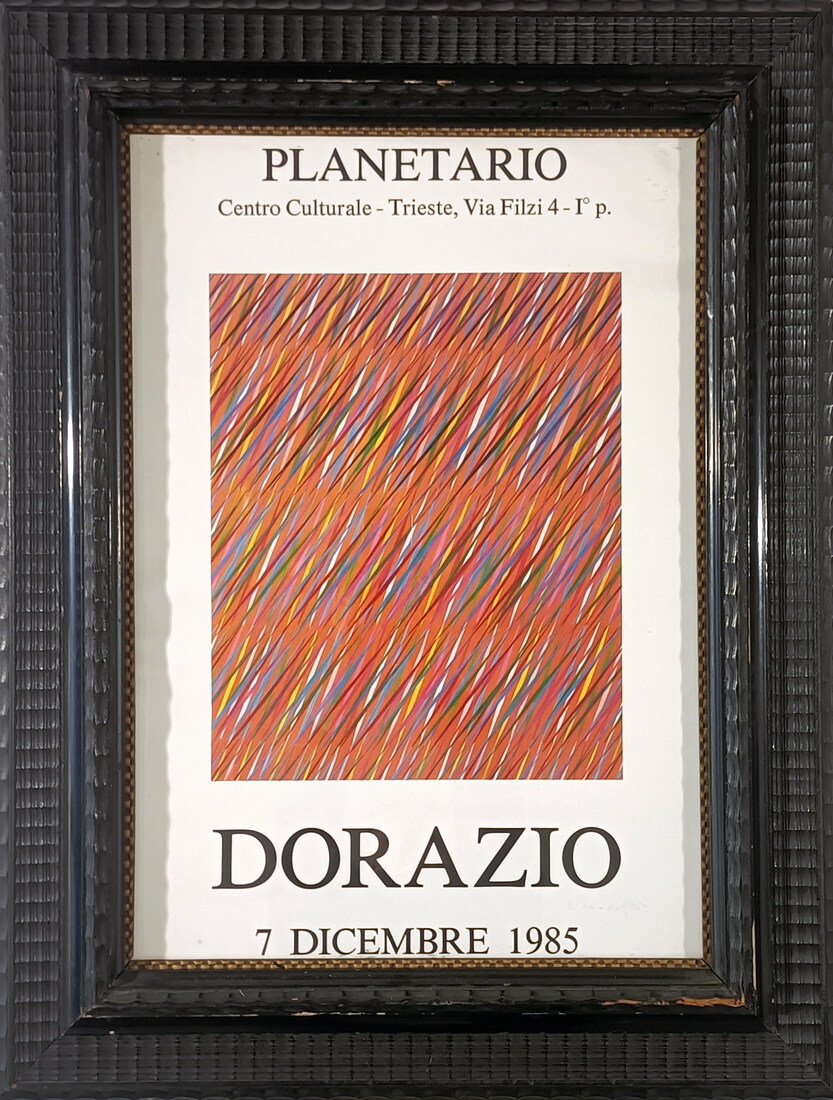 PLANETARIO
Centro Culturale - Trieste, Via Filzi 4 - I° p.
DORAZIO
7 DICEMBRE 1985